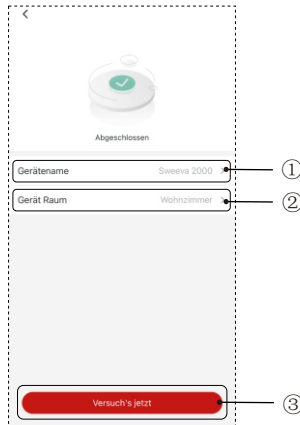 Abgeschlossen
Gerätename Sweeva 2000 ①
Gerät Raum Wohnzimmer ②
Versuch's jetzt ③